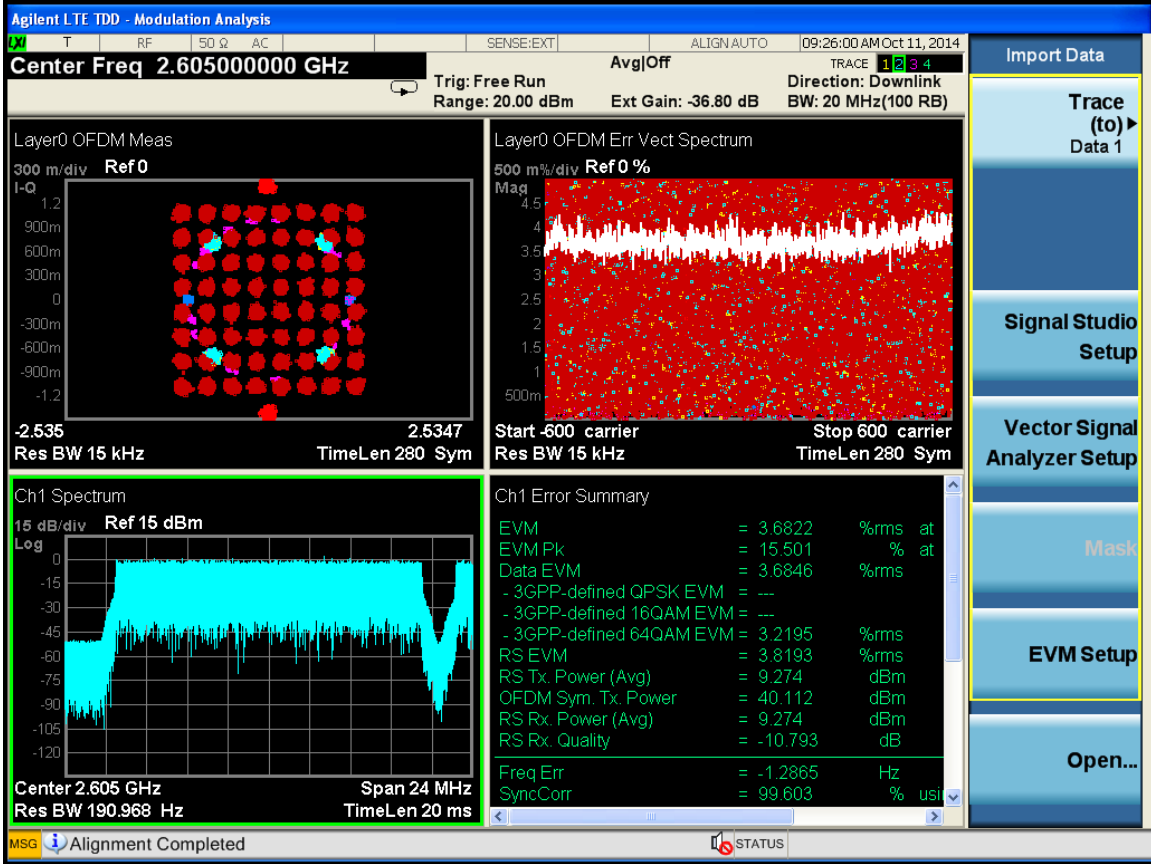 Agilent LTE TDD - Modulation Analysis
LXI T RF 50 Ω AC SENSE:EXT ALIGN AUTO 09:26:00 AM Oct 11, 2014
Center Freq 2.605000000 GHz
Avg|Off
TRACE 1 2 3 4
Trig: Free Run
Direction: Downlink
Range: 20.00 dBm Ext Gain: -36.80 dB BW: 20 MHz(100 RB)
Layer0 OFDM Meas
300 m/div Ref 0
I-Q
1.2
900m
600m
300m
0
-300m
-600m
-900m
-1.2
-2.535 2.5347
Res BW 15 kHz TimeLen 280 Sym
Layer0 OFDM Err Vect Spectrum
500 m%/div Ref 0 %
Mag
4.5
4
3.5
3
2.5
2
1.5
1
500m
Start -600 carrier Stop 600 carrier
Res BW 15 kHz TimeLen 280 Sym
Ch1 Spectrum
15 dB/div Ref 15 dBm
Log
0
-15
-30
-45
-60
-75
-90
-105
-120
Center 2.605 GHz Span 24 MHz
Res BW 190.968 Hz TimeLen 20 ms
Ch1 Error Summary
EVM = 3.6822 %rms at
EVM Pk = 15.501 % at
Data EVM = 3.6846 %rms
- 3GPP-defined QPSK EVM = ---
- 3GPP-defined 16QAM EVM = ---
- 3GPP-defined 64QAM EVM = 3.2195 %rms
RS EVM = 3.8193 %rms
RS Tx. Power (Avg) = 9.274 dBm
OFDM Sym. Tx. Power = 40.112 dBm
RS Rx. Power (Avg) = 9.274 dBm
RS Rx. Quality = -10.793 dB
Freq Err = -1.2865 Hz
SyncCorr = 99.603 % usi
Import Data
Trace
(to)
Data 1
Signal Studio
Setup
Vector Signal
Analyzer Setup
Mask
EVM Setup
Open...
MSG Alignment Completed STATUS